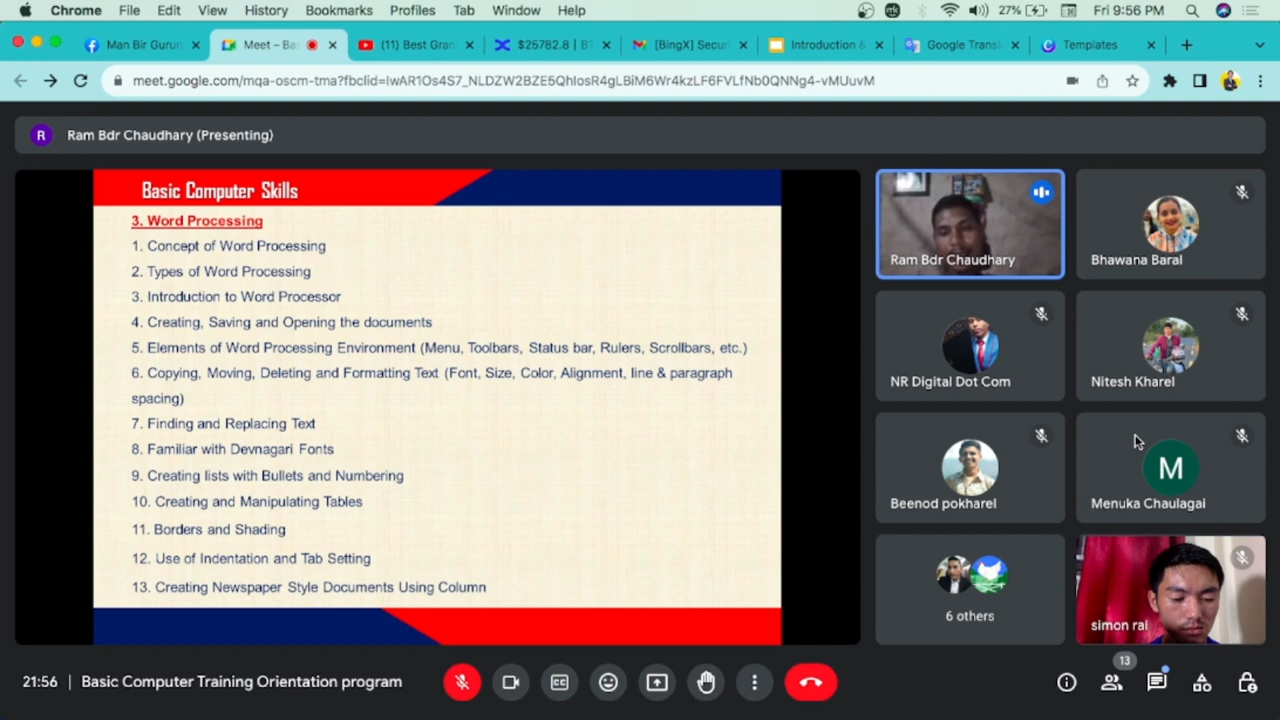 Chrome File Edit View History Bookmarks Profiles Tab Window Help 27% Fri 9:56 PM
Man Bir Gurun Meet – Ba (11) Best Gran $25782.8 | BT [BingX] Securi Introduction & Google Transl Templates
meet.google.com/mqa-oscm-tma?fbclid=IwAR1Os4S7_NLDZW2BZE5QhIosR4gLBiM6Wr4kzLF6FVLfNb0QNNg4-vMUuvM
R Ram Bdr Chaudhary (Presenting)
Basic Computer Skills
3. Word Processing
1. Concept of Word Processing
2. Types of Word Processing
3. Introduction to Word Processor
4. Creating, Saving and Opening the documents
5. Elements of Word Processing Environment (Menu, Toolbars, Status bar, Rulers, Scrollbars, etc.)
6. Copying, Moving, Deleting and Formatting Text (Font, Size, Color, Alignment, line & paragraph
spacing)
7. Finding and Replacing Text
8. Familiar with Devnagari Fonts
9. Creating lists with Bullets and Numbering
10. Creating and Manipulating Tables
11. Borders and Shading
12. Use of Indentation and Tab Setting
13. Creating Newspaper Style Documents Using Column
Ram Bdr Chaudhary
Bhawana Baral
NR Digital Dot Com
Nitesh Kharel
Beenod pokharel
M
Menuka Chaulagai
6 others
simon rai
21:56 | Basic Computer Training Orientation program
13